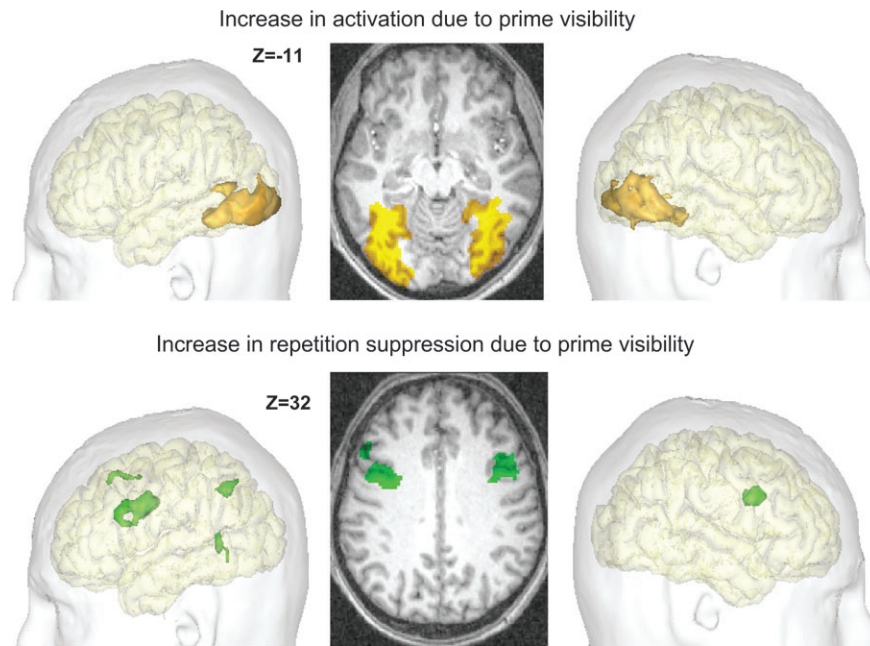 Increase in activation due to prime visibility
Z=-11
Increase in repetition suppression due to prime visibility
Z=32